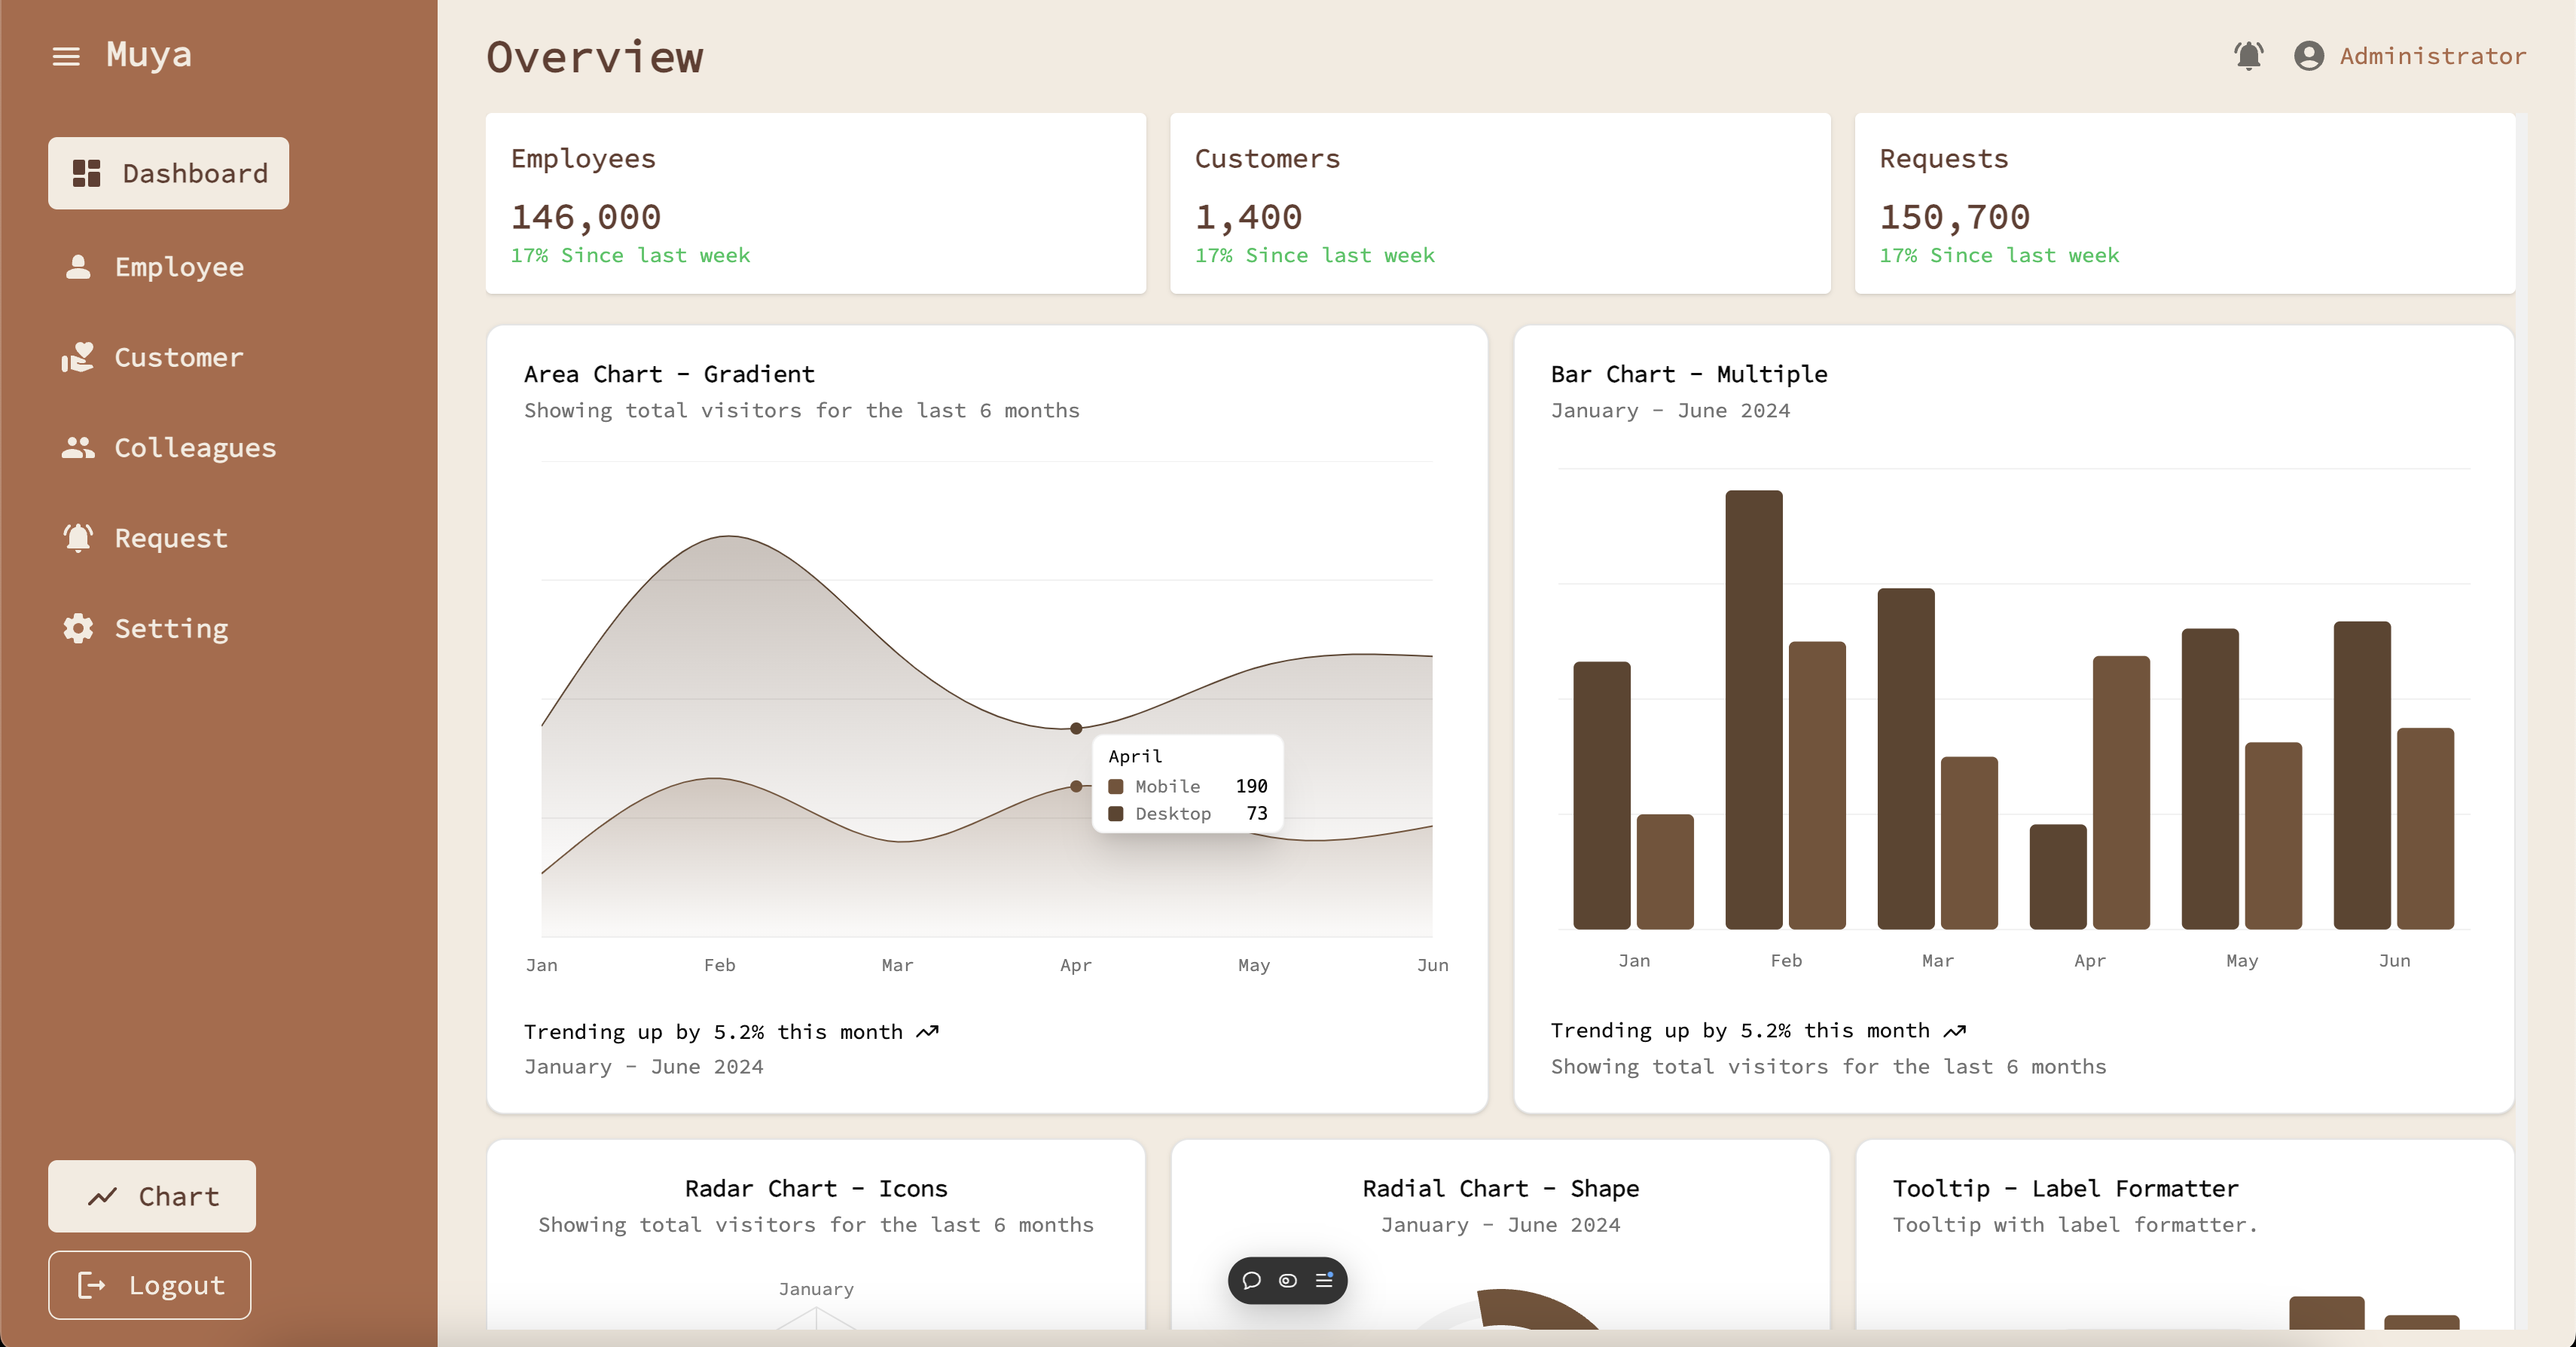 Muya
Dashboard
Employee
Customer
Colleagues
Request
Setting
Chart
Logout
Overview
Administrator
Employees
146,000
17% Since last week
Customers
1,400
17% Since last week
Requests
150,700
17% Since last week
Area Chart - Gradient
Showing total visitors for the last 6 months
April
Mobile 190
Desktop 73
Jan Feb Mar Apr May Jun
Trending up by 5.2% this month
January - June 2024
Bar Chart - Multiple
January - June 2024
Jan Feb Mar Apr May Jun
Trending up by 5.2% this month
Showing total visitors for the last 6 months
Radar Chart - Icons
Showing total visitors for the last 6 months
January
Radial Chart - Shape
January - June 2024
Tooltip - Label Formatter
Tooltip with label formatter.